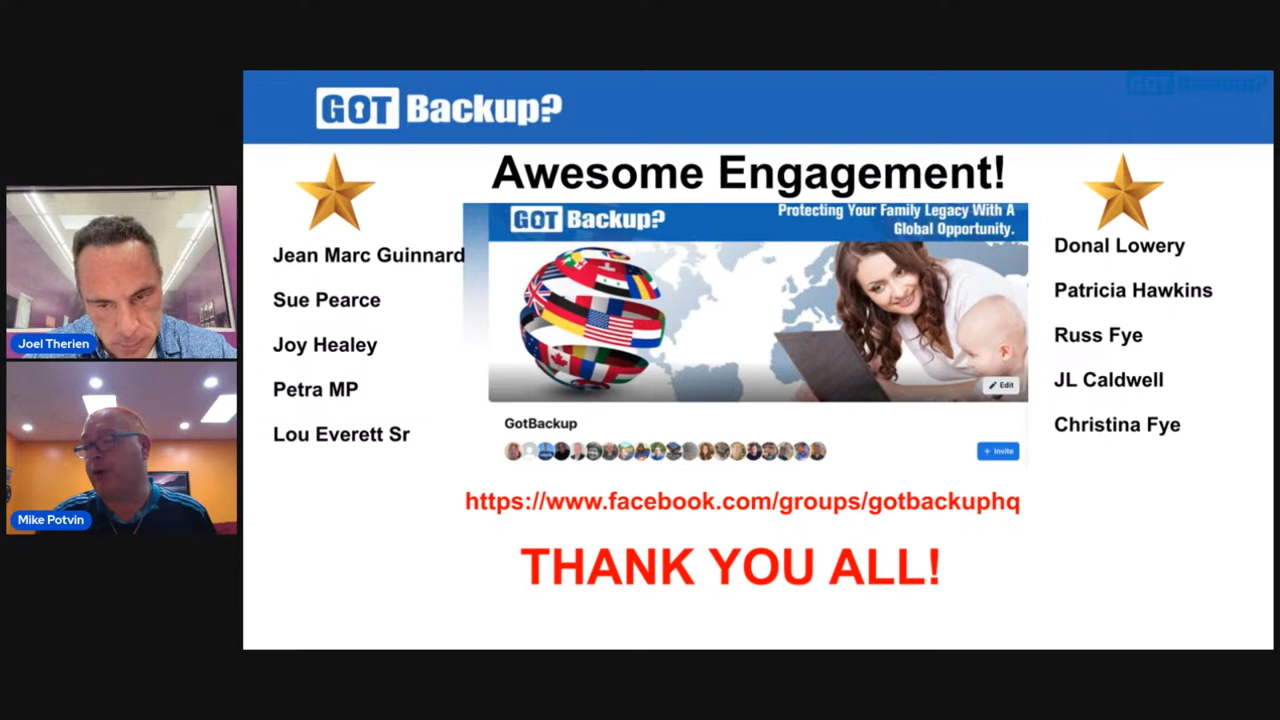 GOT Backup?
GOT Backup?
Awesome Engagement!
GOT Backup?
Protecting Your Family Legacy With A
Global Opportunity.
Jean Marc Guinnard
Sue Pearce
Joy Healey
Petra MP
Lou Everett Sr
Donal Lowery
Patricia Hawkins
Russ Fye
JL Caldwell
Christina Fye
Edit
GotBackup
+ Invite
https://www.facebook.com/groups/gotbackuphq
THANK YOU ALL!
Joel Therien
Mike Potvin